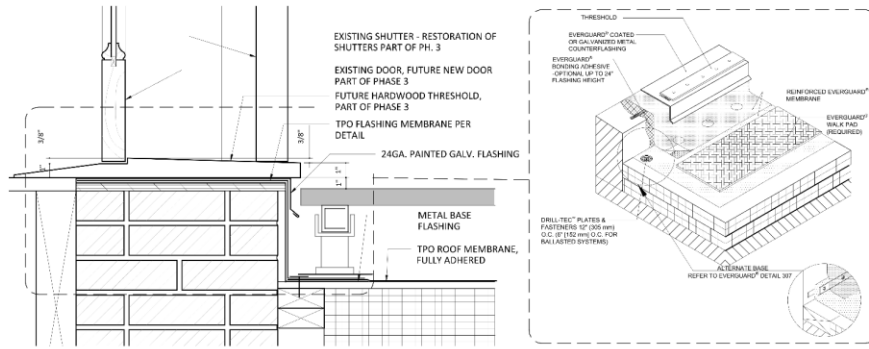 EXISTING SHUTTER - RESTORATION OF
SHUTTERS PART OF PH. 3
EXISTING DOOR, FUTURE NEW DOOR
PART OF PHASE 3
FUTURE HARDWOOD THRESHOLD,
PART OF PHASE 3
TPO FLASHING MEMBRANE PER
DETAIL
24GA. PAINTED GALV. FLASHING
METAL BASE
FLASHING
TPO ROOF MEMBRANE,
FULLY ADHERED
3/8"
1"
3/8"
1"
1"
THRESHOLD
EVERGUARD® COATED
OR GALVANIZED METAL
COUNTERFLASHING
EVERGUARD®
BONDING ADHESIVE
-OPTIONAL UP TO 24"
FLASHING HEIGHT
REINFORCED EVERGUARD®
MEMBRANE
EVERGUARD®
WALK PAD
(REQUIRED)
DRILL-TEC™ PLATES &
FASTENERS 12" (305 mm)
O.C. (6" [152 mm] O.C. FOR
BALLASTED SYSTEMS)
ALTERNATE BASE
REFER TO EVERGUARD® DETAIL 307